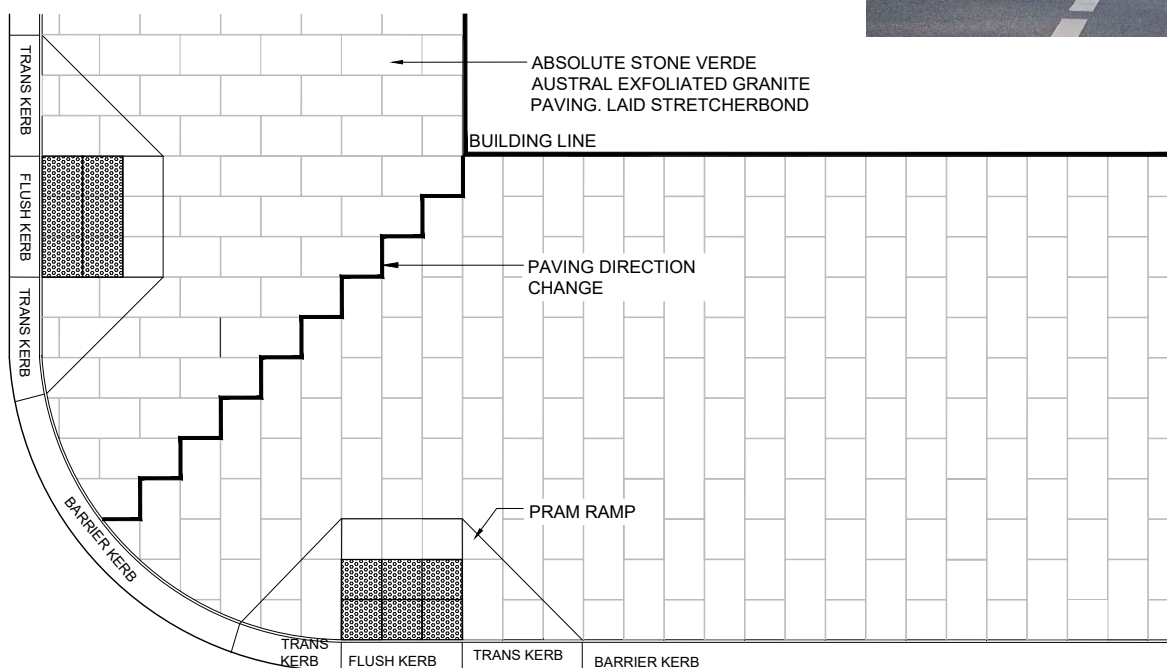 ABSOLUTE STONE VERDE
AUSTRAL EXFOLIATED GRANITE
PAVING. LAID STRETCHERBOND
BUILDING LINE
TRANS KERB
FLUSH KERB
TRANS KERB
PAVING DIRECTION
CHANGE
BARRIER KERB
PRAM RAMP
TRANS
KERB
FLUSH KERB
TRANS KERB
BARRIER KERB